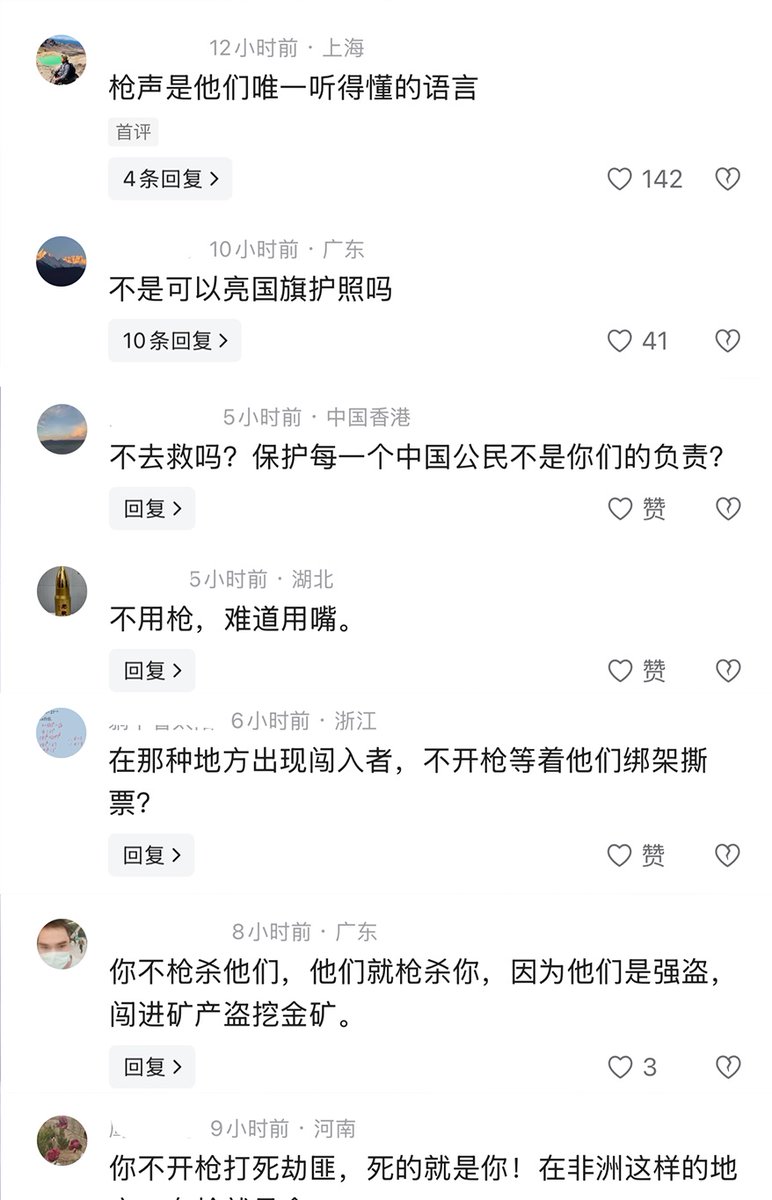 12小时前 · 上海
枪声是他们唯一听得懂的语言
首评
4条回复 >
142
10小时前 · 广东
不是可以亮国旗护照吗
10条回复 >
41
5小时前 · 中国香港
不去救吗？保护每一个中国公民不是你们的负责？
回复 >
赞
5小时前 · 湖北
不用枪，难道用嘴。
回复 >
赞
6小时前 · 浙江
在那种地方出现闯入者，不开枪等着他们绑架撕
票？
回复 >
赞
8小时前 · 广东
你不枪杀他们，他们就枪杀你，因为他们是强盗，
闯进矿产盗挖金矿。
回复 >
3
9小时前 · 河南
你不开枪打死劫匪，死的就是你！在非洲这样的地